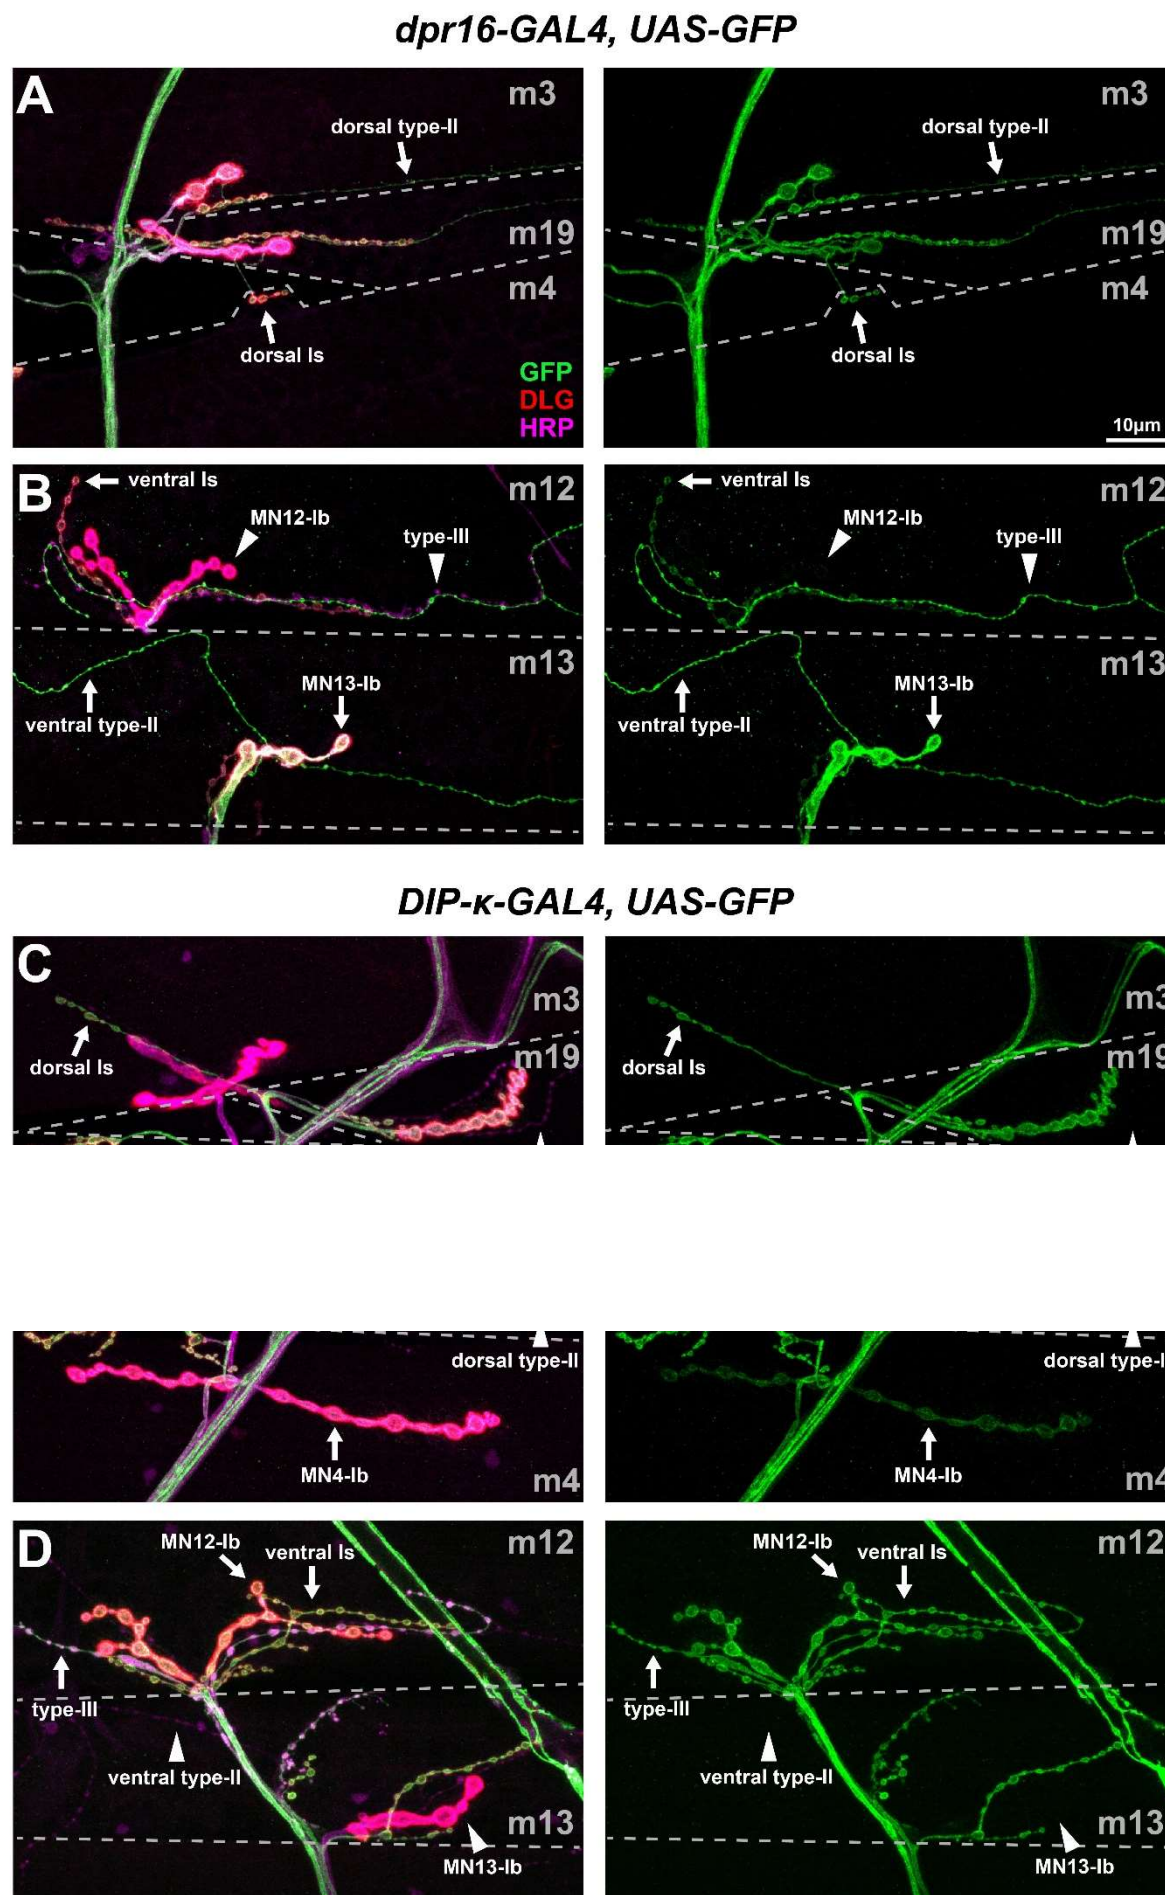 dpr16-GAL4, UAS-GFP
A
m3
dorsal type-II
m19
m4
dorsal Is
GFP
DLG
HRP
m3
dorsal type-II
m19
m4
dorsal Is
10µm
B
ventral Is
m12
MN12-Ib
type-III
m13
MN13-Ib
ventral type-II
ventral Is
m12
MN12-Ib
type-III
m13
MN13-Ib
ventral type-II
DIP-κ-GAL4, UAS-GFP
C
m3
m19
dorsal Is
m3
m19
dorsal Is
dorsal type-II
MN4-Ib
m4
dorsal type-I
MN4-Ib
m4
D
MN12-Ib
ventral Is
m12
type-III
ventral type-II
m13
MN13-Ib
MN12-Ib
ventral Is
m12
type-III
ventral type-II
m13
MN13-Ib